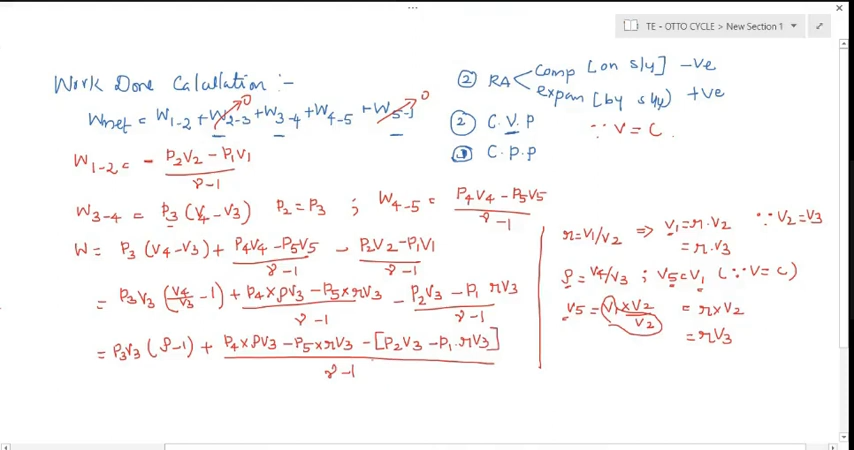 TE - OTTO CYCLE > New Section 1
Work Done Calculation :-
Wnet = W1-2 + W2-3 → 0 + W3-4 + W4-5 + W5-1 → 0
W1-2 = - P2V2 - P1V1 / γ-1
W3-4 = P3 (V4 - V3) P2 = P3 ; W4-5 = P4V4 - P5V5 / γ-1
W = P3 (V4 - V3) + P4V4 - P5V5 / γ-1 - P2V2 - P1V1 / γ-1
= P3V3 (V4/V3 - 1) + P4 × ρV3 - P5 × rV3 / γ-1 - P2V3 - P1 rV3 / γ-1
= P3V3 (ρ-1) + P4 × ρV3 - P5 × rV3 - [P2V3 - P1 · rV3] / γ-1
② RA < Comp [on s/y] -ve
expan [by s/y) +ve
② C. V. P
∵ V = C .
③ C. P. P
r = V1/V2 ⇒ V1 = r · V2 ∵ V2 = V3
= r · V3
ρ = V4/V3 ; V5 = V1 (∵ V = C)
V5 = V1 × V2 / V2 = r × V2
= rV3